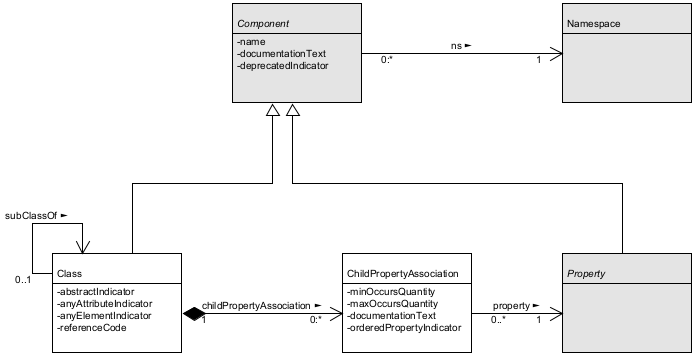 Component
-name
-documentationText
-deprecatedIndicator
Namespace
ns ►
0:*
1
subClassOf ►
0..1
Class
-abstractIndicator
-anyAttributeIndicator
-anyElementIndicator
-referenceCode
childPropertyAssociation ►
1
0:*
ChildPropertyAssociation
-minOccursQuantity
-maxOccursQuantity
-documentationText
-orderedPropertyIndicator
property ►
0..*
1
Property